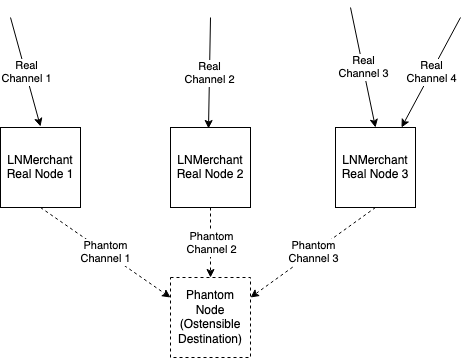 Real
Channel 1
Real
Channel 2
Real
Channel 3
Real
Channel 4
LNMerchant
Real Node 1
LNMerchant
Real Node 2
LNMerchant
Real Node 3
Phantom
Channel 1
Phantom
Channel 2
Phantom
Channel 3
Phantom
Node
(Ostensible
Destination)